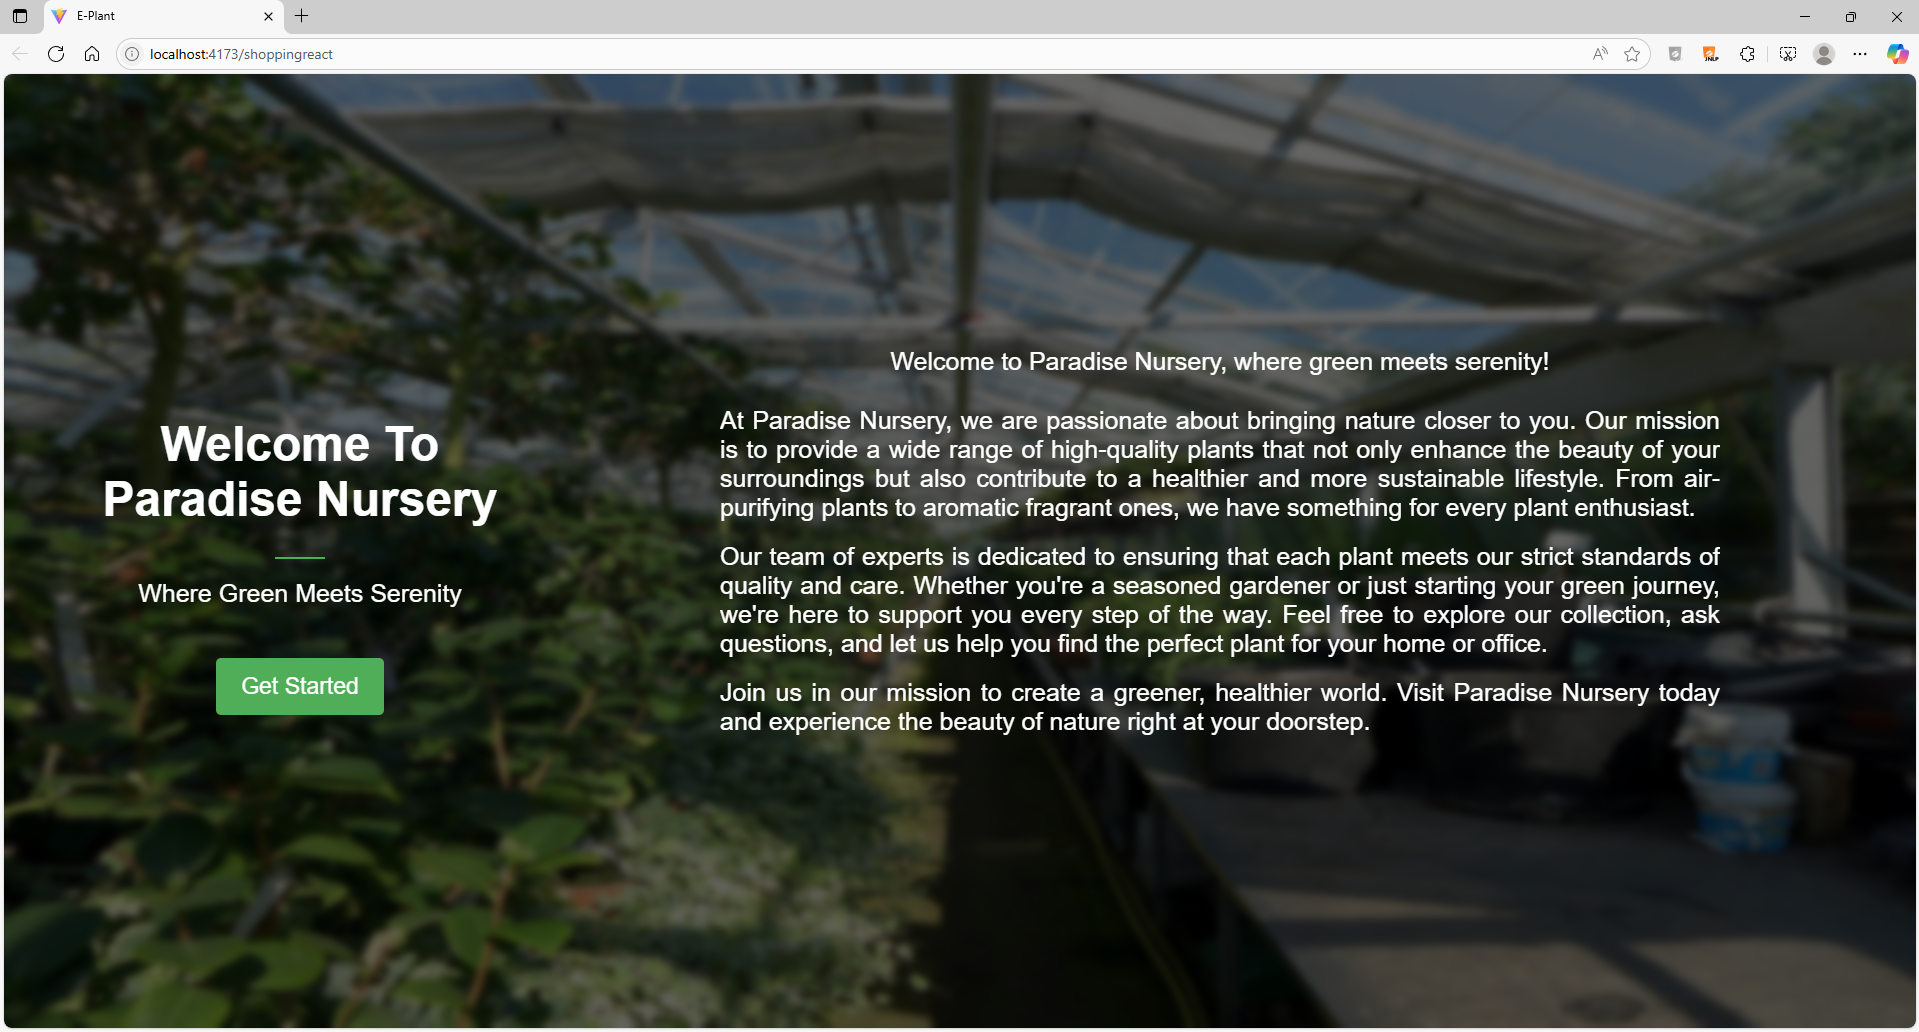 E-Plant
localhost:4173/shoppingreact
JNLP
Welcome To
Paradise Nursery
Where Green Meets Serenity
Get Started
Welcome to Paradise Nursery, where green meets serenity!
At Paradise Nursery, we are passionate about bringing nature closer to you. Our mission
is to provide a wide range of high-quality plants that not only enhance the beauty of your
surroundings but also contribute to a healthier and more sustainable lifestyle. From air-
purifying plants to aromatic fragrant ones, we have something for every plant enthusiast.
Our team of experts is dedicated to ensuring that each plant meets our strict standards of
quality and care. Whether you're a seasoned gardener or just starting your green journey,
we're here to support you every step of the way. Feel free to explore our collection, ask
questions, and let us help you find the perfect plant for your home or office.
Join us in our mission to create a greener, healthier world. Visit Paradise Nursery today
and experience the beauty of nature right at your doorstep.